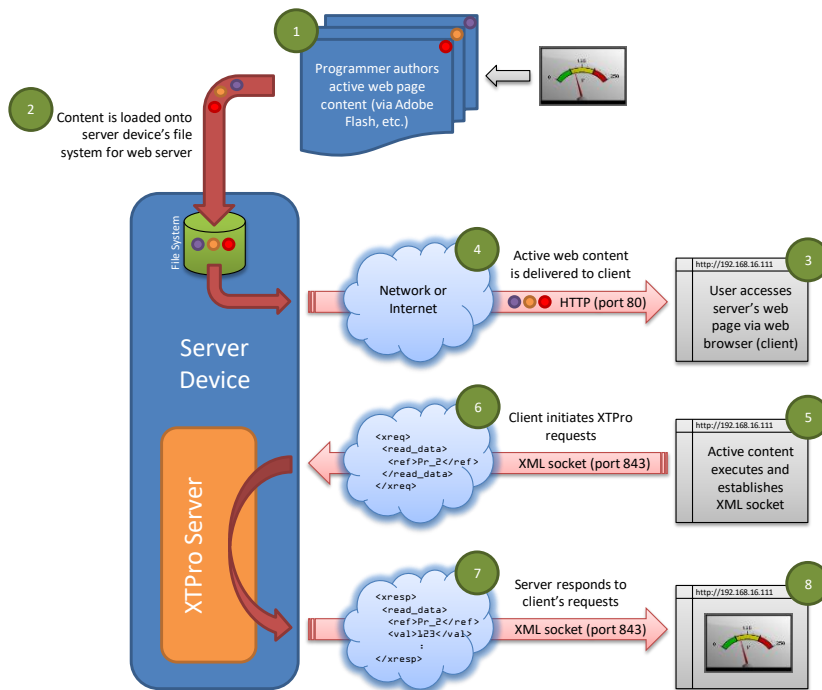 1
Programmer authors
active web page
content (via Adobe
Flash, etc.)
0
250
2
Content is loaded onto
server device's file
system for web server
File System
Server
Device
XTPro Server
4
Network or
Internet
Active web content
is delivered to client
HTTP (port 80)
3
http://192.168.16.111
User accesses
server's web
page via web
browser (client)
6
<xreq>
<read_data>
<ref>Pr_2</ref>
</read_data>
</xreq>
Client initiates XTPro
requests
XML socket (port 843)
5
http://192.168.16.111
Active content
executes and
establishes
XML socket
7
<xresp>
<read_data>
<ref>Pr_2</ref>
<val>123</val>
:
</xresp>
Server responds to
client's requests
XML socket (port 843)
8
http://192.168.16.111
0
250